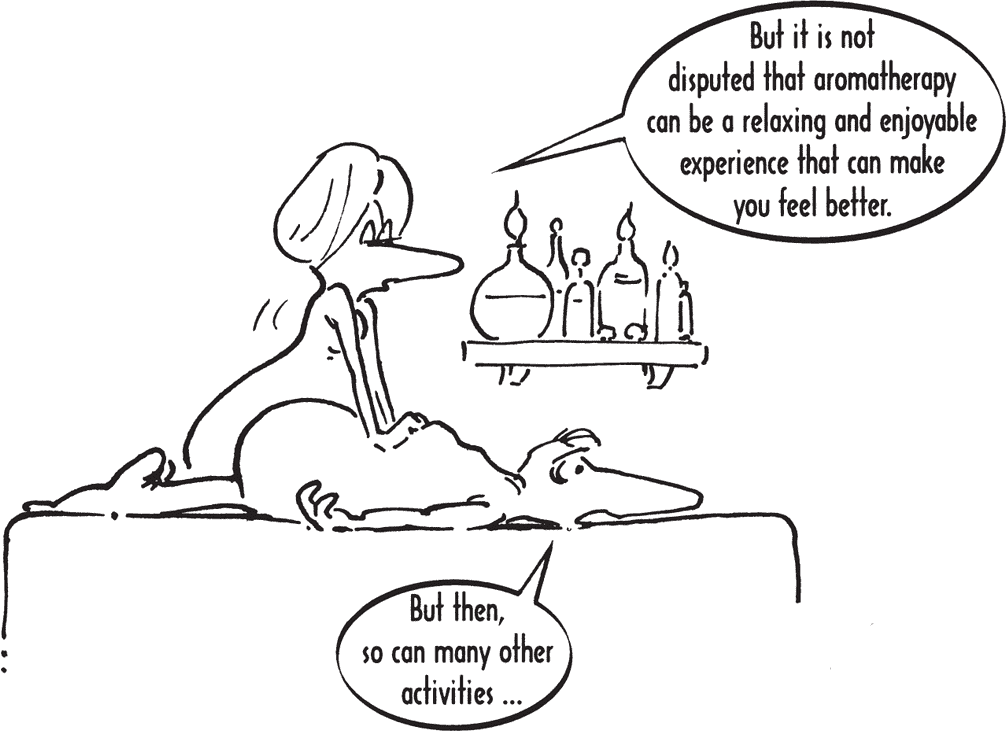 But it is not
disputed that aromatherapy
can be a relaxing and enjoyable
experience that can make
you feel better.
But then,
so can many other
activities ...